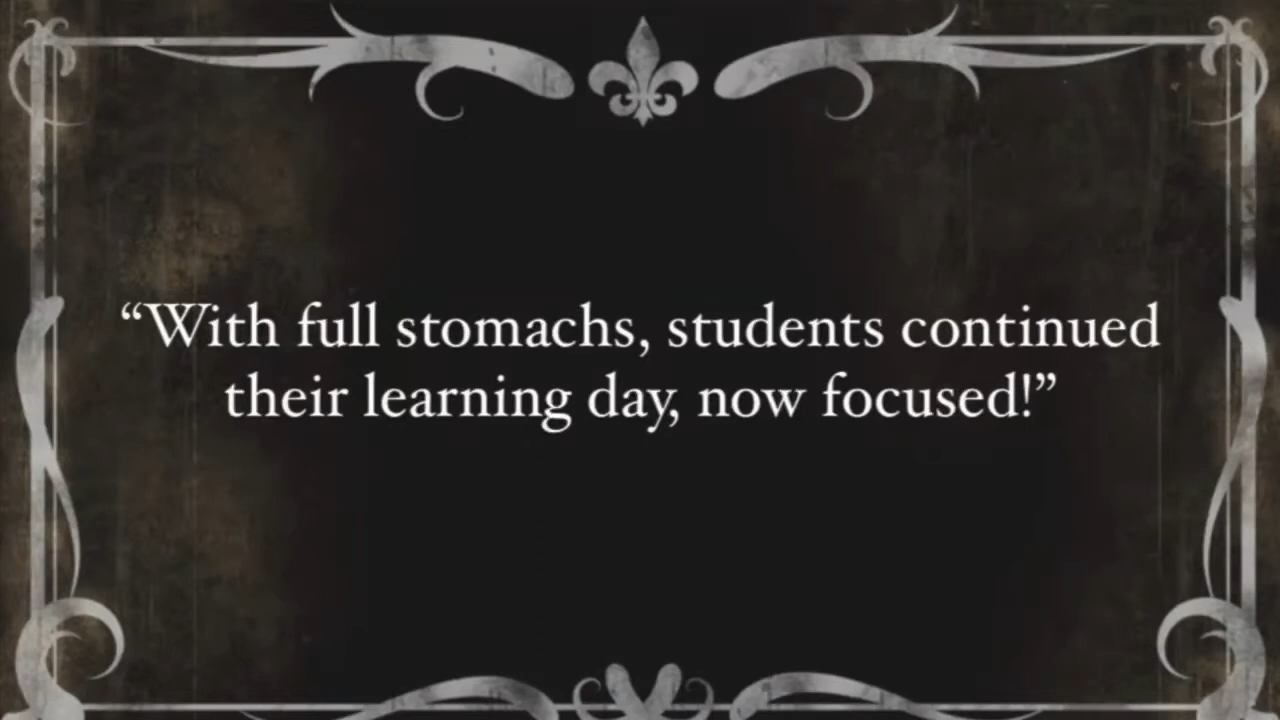 “With full stomachs, students continued
their learning day, now focused!”